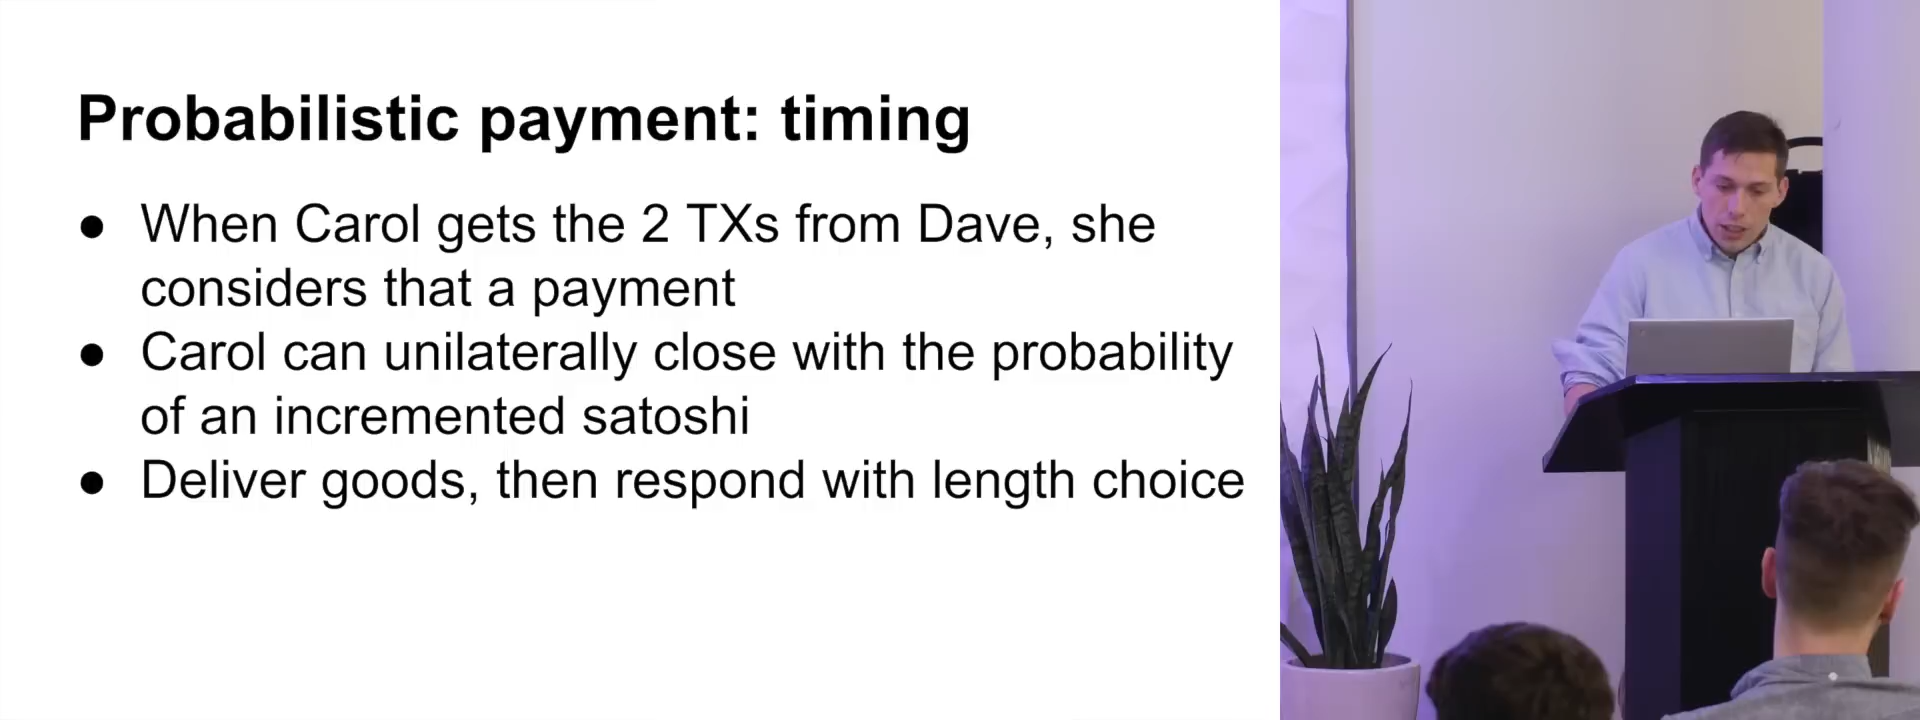 Probabilistic payment: timing
● When Carol gets the 2 TXs from Dave, she
considers that a payment
● Carol can unilaterally close with the probability
of an incremented satoshi
● Deliver goods, then respond with length choice